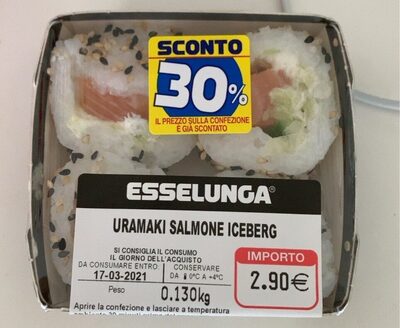 SCONTO
30%
IL PREZZO SULLA CONFEZIONE
È GIÀ SCONTATO
ESSELUNGA®
URAMAKI SALMONE ICEBERG
SI CONSIGLIA IL CONSUMO
IL GIORNO DELL'ACQUISTO
DA CONSUMARE ENTRO
17-03-2021
CONSERVARE
DA 0°C A +4°C
IMPORTO
2.90€
Peso
0.130kg
Aprire la confezione e lasciare a temperatura